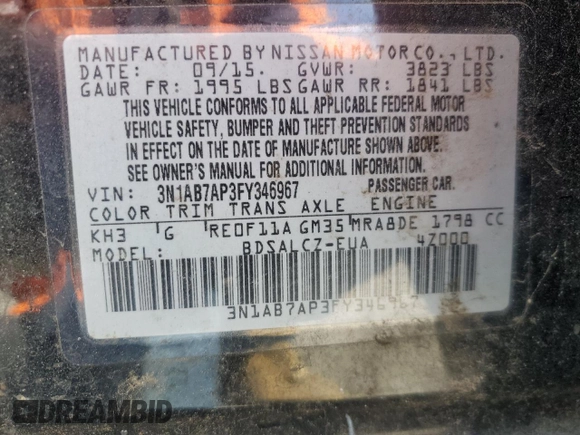 MANUFACTURED BY NISSAN MOTOR CO., LTD.
DATE: 09/15. GVWR: 3823 LBS
GAWR FR: 1995 LBS GAWR RR: 1841 LBS
THIS VEHICLE CONFORMS TO ALL APPLICABLE FEDERAL MOTOR
VEHICLE SAFETY, BUMPER AND THEFT PREVENTION STANDARDS
IN EFFECT ON THE DATE OF MANUFACTURE SHOWN ABOVE.
SEE OWNER'S MANUAL FOR ADDITIONAL INFORMATION.
VIN: 3N1AB7AP3FY346967 PASSENGER CAR.
COLOR TRIM TRANS AXLE ENGINE
KH3 G RE0F11A GM35 MRA8DE 1798 CC
MODEL: BDSALCZ-EUA 4Z000
3N1AB7AP3FY346967
DREAMBID